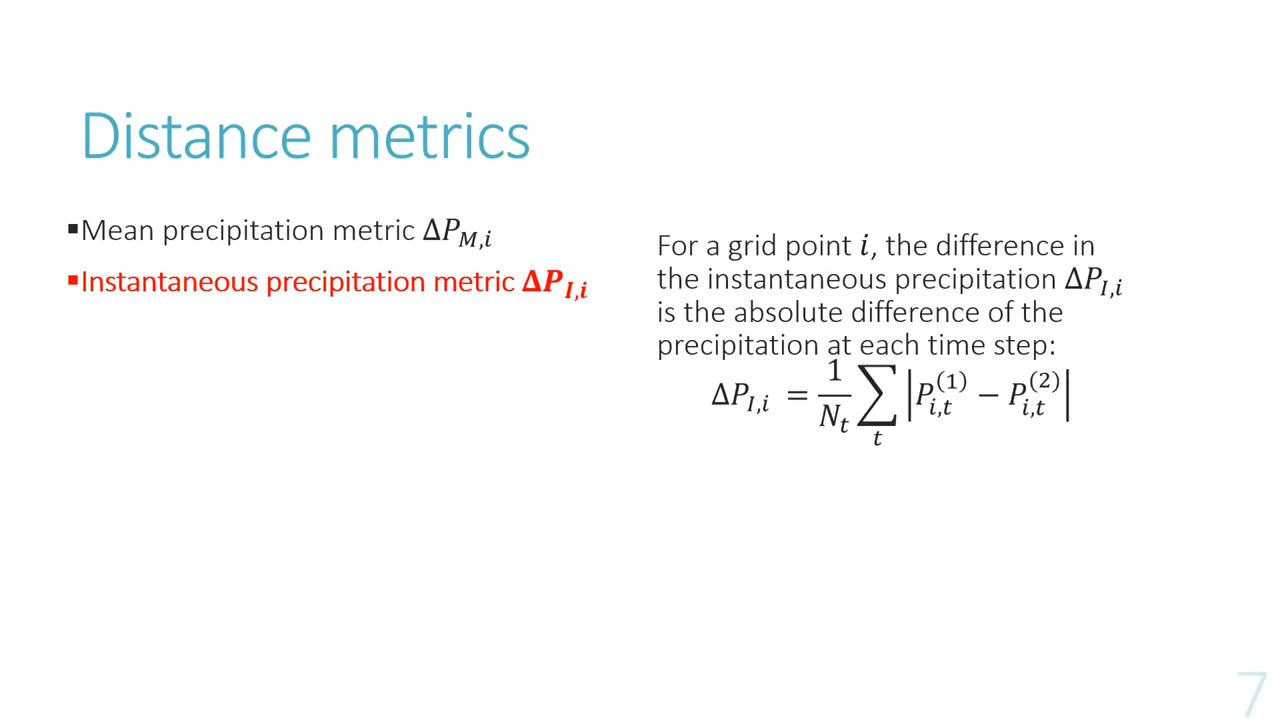 Distance metrics
▪Mean precipitation metric Δ𝑃_{𝑀,𝑖}
▪Instantaneous precipitation metric Δ𝑷_{𝑰,𝒊}
For a grid point 𝒊, the difference in
the instantaneous precipitation Δ𝑃_{𝐼,𝑖}
is the absolute difference of the
precipitation at each time step:
Δ𝑃_{𝐼,𝑖} = \frac{1}{𝑁_𝑡} ∑_𝑡 |𝑃_{𝑖,𝑡}^{(1)} − 𝑃_{𝑖,𝑡}^{(2)}|
7